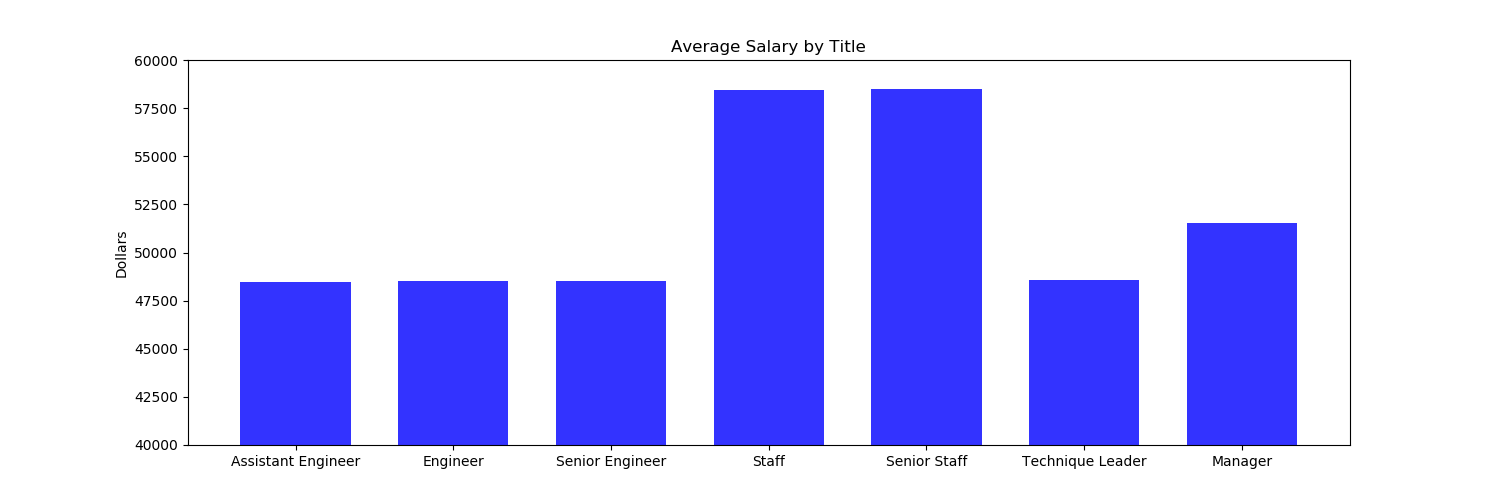 Average Salary by Title
Dollars
60000
57500
55000
52500
50000
47500
45000
42500
40000
Assistant Engineer
Engineer
Senior Engineer
Staff
Senior Staff
Technique Leader
Manager